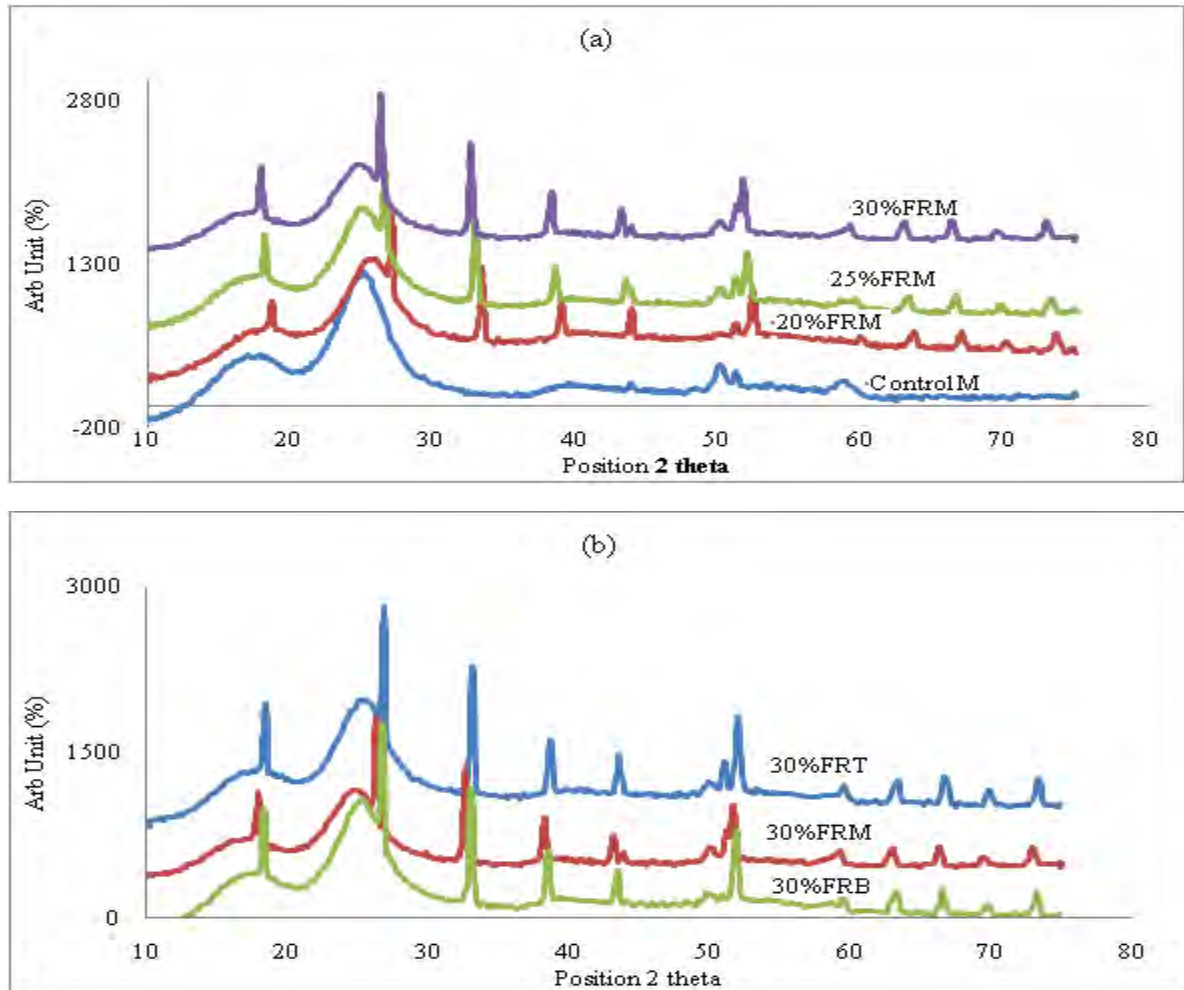 (a)
2800
1300
-200
Arb Unit (%)
30%FRM
25%FRM
20%FRM
ControlM
10 20 30 40 50 60 70 80
Position 2 theta
(b)
3000
1500
0
Arb Unit (%)
30%FRT
30%FRM
30%FRB
10 20 30 40 50 60 70 80
Position 2 theta